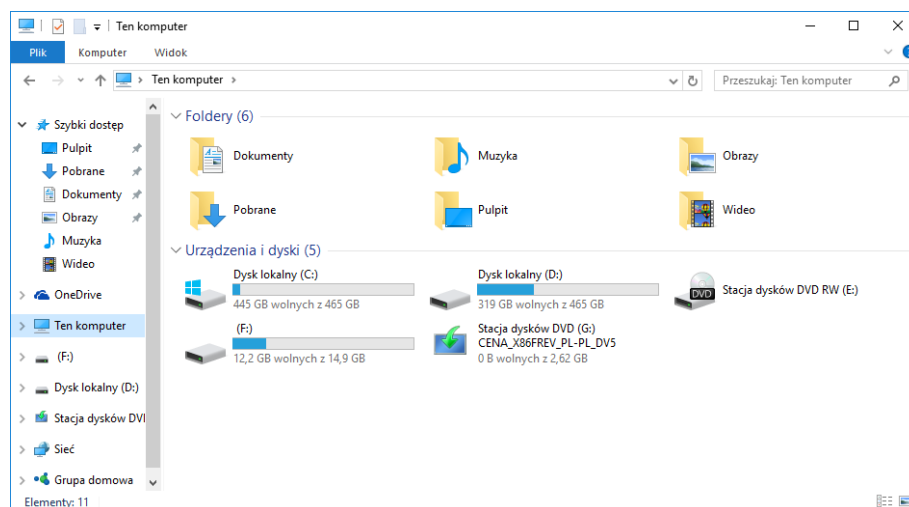 Ten komputer
Plik Komputer Widok
Ten komputer
Przeszukaj: Ten komputer
Szybki dostęp
Pulpit
Pobrane
Dokumenty
Obrazy
Muzyka
Wideo
OneDrive
Ten komputer
(F:)
Dysk lokalny (D:)
Stacja dysków DVI
Sieć
Grupa domowa
Foldery (6)
Dokumenty
Muzyka
Obrazy
Pobrane
Pulpit
Wideo
Urządzenia i dyski (5)
Dysk lokalny (C:)
445 GB wolnych z 465 GB
Dysk lokalny (D:)
319 GB wolnych z 465 GB
DVD
Stacja dysków DVD RW (E:)
(F:)
12,2 GB wolnych z 14,9 GB
Stacja dysków DVD (G:)
CENA_X86FREV_PL-PL_DV5
0 B wolnych z 2,62 GB
Elementy: 11